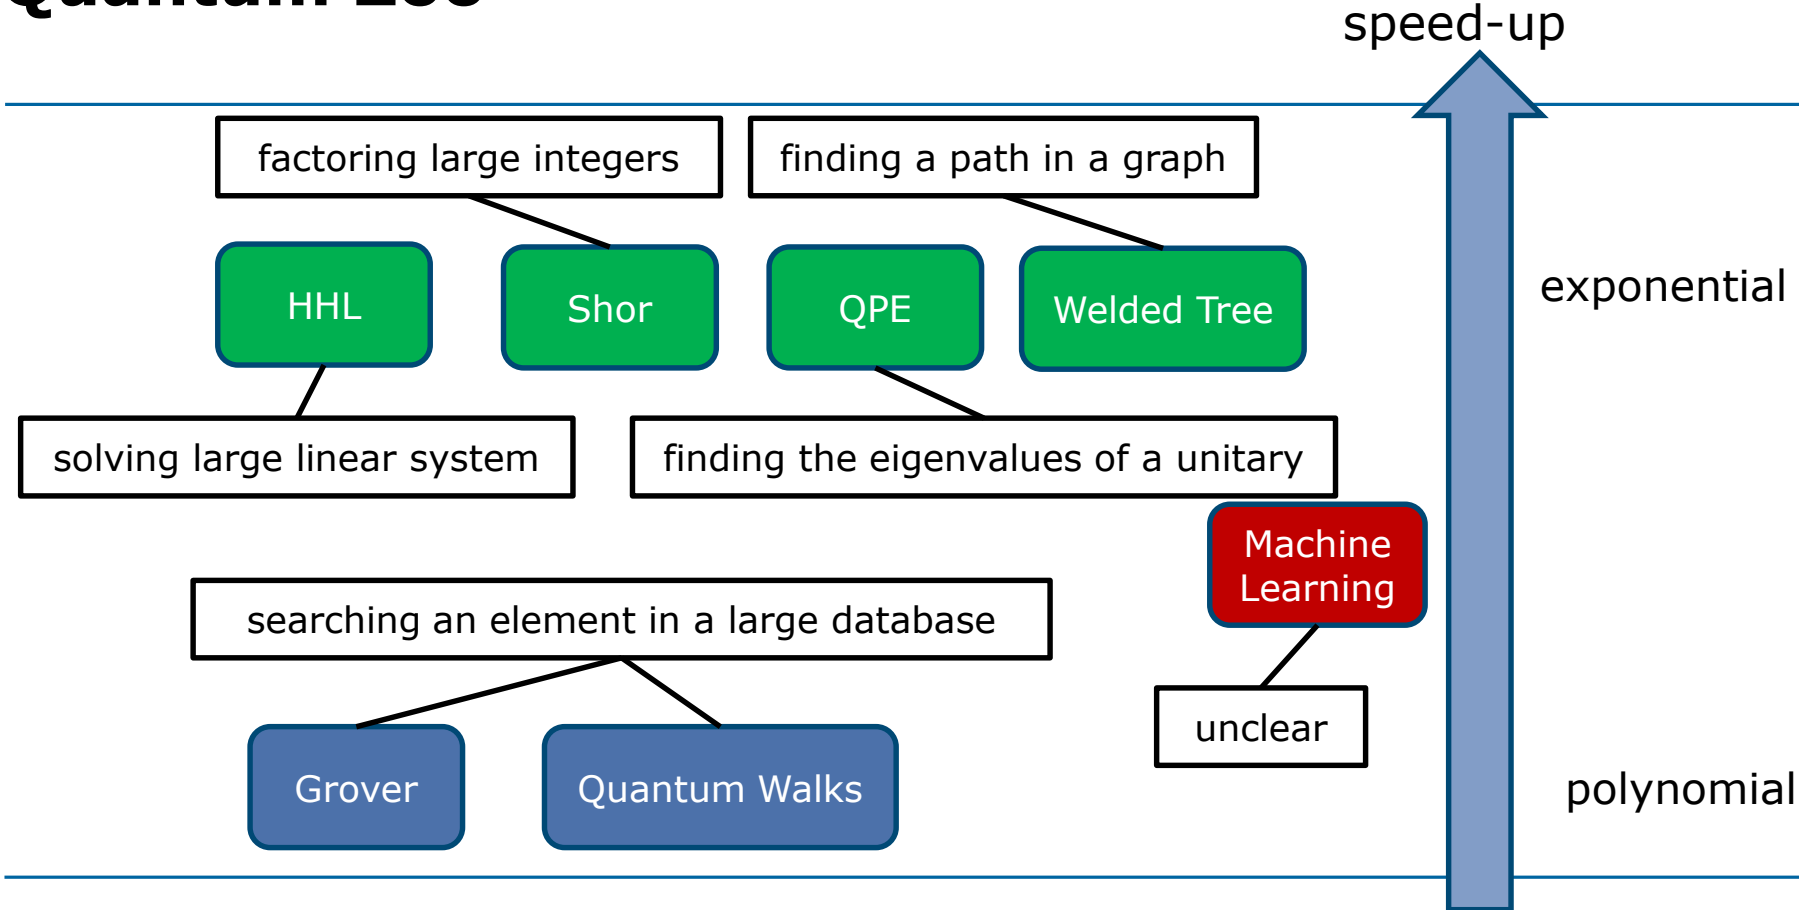 speed-up
factoring large integers
finding a path in a graph
HHL
Shor
QPE
Welded Tree
exponential
solving large linear system
finding the eigenvalues of a unitary
Machine
Learning
searching an element in a large database
unclear
Grover
Quantum Walks
polynomial